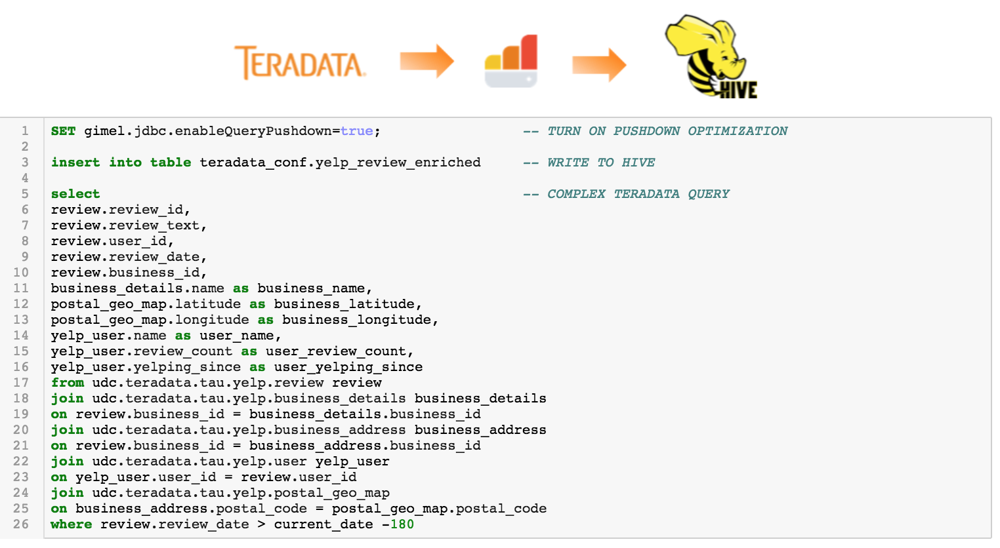 TERADATA.
HIVE
1 SET gimel.jdbc.enableQueryPushdown=true; -- TURN ON PUSHDOWN OPTIMIZATION
2
3 insert into table teradata_conf.yelp_review_enriched -- WRITE TO HIVE
4
5 select -- COMPLEX TERADATA QUERY
6 review.review_id,
7 review.review_text,
8 review.user_id,
9 review.review_date,
10 review.business_id,
11 business_details.name as business_name,
12 postal_geo_map.latitude as business_latitude,
13 postal_geo_map.longitude as business_longitude,
14 yelp_user.name as user_name,
15 yelp_user.review_count as user_review_count,
16 yelp_user.yelping_since as user_yelping_since
17 from udc.teradata.tau.yelp.review review
18 join udc.teradata.tau.yelp.business_details business_details
19 on review.business_id = business_details.business_id
20 join udc.teradata.tau.yelp.business_address business_address
21 on review.business_id = business_address.business_id
22 join udc.teradata.tau.yelp.user yelp_user
23 on yelp_user.user_id = review.user_id
24 join udc.teradata.tau.yelp.postal_geo_map
25 on business_address.postal_code = postal_geo_map.postal_code
26 where review.review_date > current_date -180